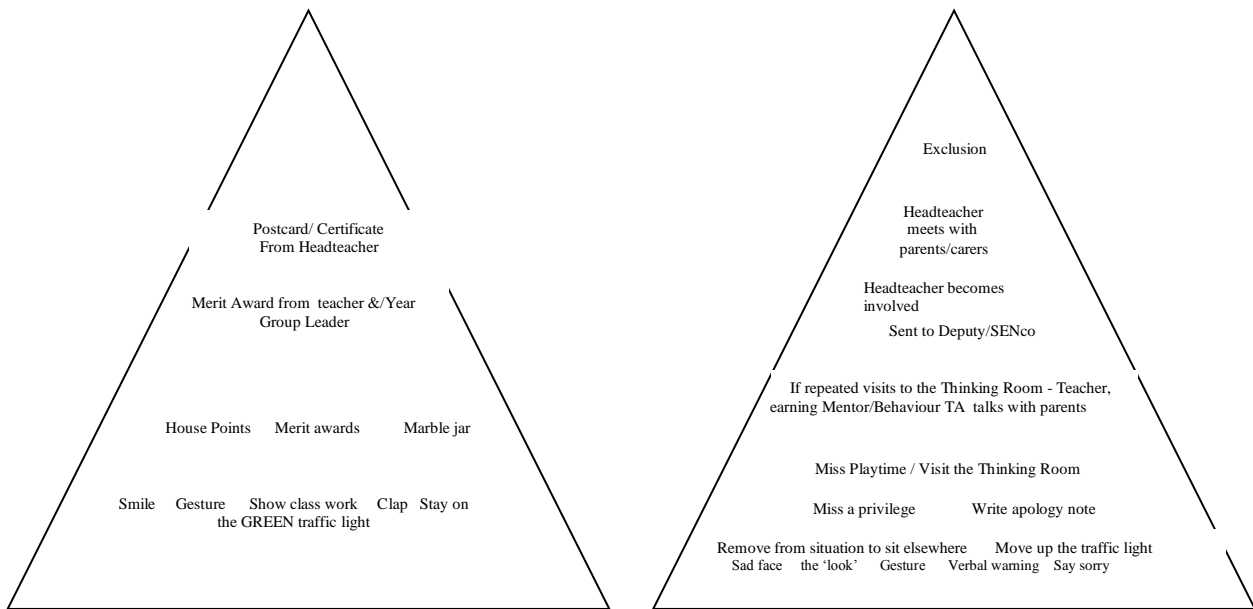 Postcard/ Certificate
From Headteacher
Merit Award from teacher &/Year
Group Leader
House Points Merit awards Marble jar
Smile Gesture Show class work Clap Stay on
the GREEN traffic light
Exclusion
Headteacher
meets with
parents/carers
Headteacher becomes
involved
Sent to Deputy/SENco
If repeated visits to the Thinking Room - Teacher,
earning Mentor/Behaviour TA talks with parents
Miss Playtime / Visit the Thinking Room
Miss a privilege Write apology note
Remove from situation to sit elsewhere Move up the traffic light
Sad face the ‘look’ Gesture Verbal warning Say sorry